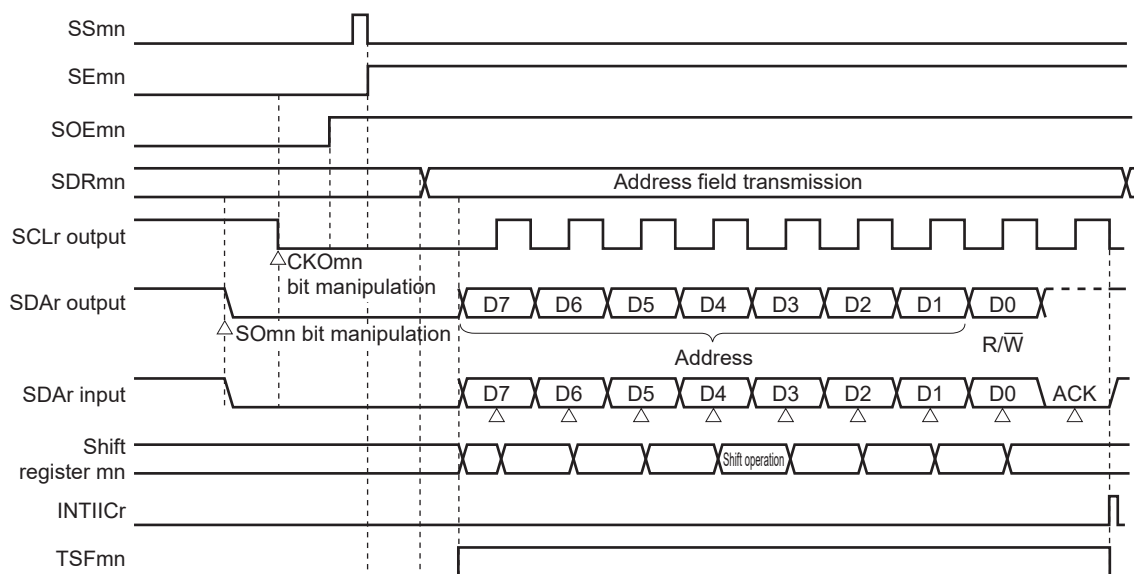 SSmn
SEmn
SOEmn
SDRmn
Address field transmission
SCLr output
CKOmn
bit manipulation
SDAr output
D7 D6 D5 D4 D3 D2 D1 D0
SOmn bit manipulation
Address
R/W̅
SDAr input
D7 D6 D5 D4 D3 D2 D1 D0 ACK
Shift
register mn
Shift operation
INTIICr
TSFmn